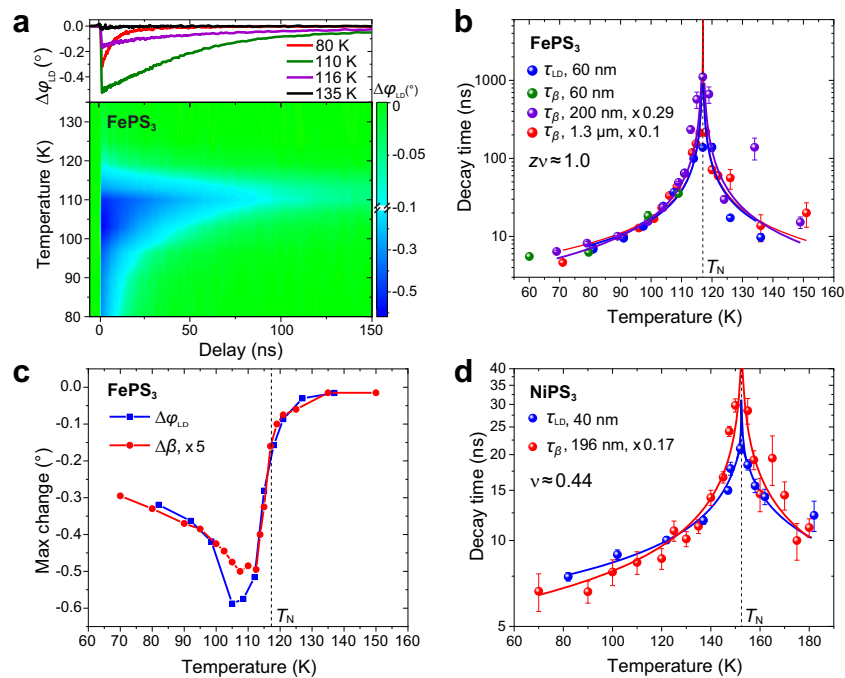 a
Δφ_LD (°)
0.0
-0.2
-0.4
80 K
110 K
116 K
135 K
Δφ_LD(°)
FePS₃
Temperature (K)
130
120
110
100
90
80
0
50
100
150
Delay (ns)
0
-0.05
-0.1
-0.3
-0.5
b
FePS₃
τ_LD, 60 nm
τ_β, 60 nm
τ_β, 200 nm, x 0.29
τ_β, 1.3 μm, x 0.1
zν≈1.0
T_N
Decay time (ns)
1000
100
10
60 70 80 90 100 110 120 130 140 150 160
Temperature (K)
c
FePS₃
Δφ_LD
Δβ, x 5
T_N
Max change (°)
0.0
-0.1
-0.2
-0.3
-0.4
-0.5
-0.6
60 70 80 90 100 110 120 130 140 150 160
Temperature (K)
d
NiPS₃
τ_LD, 40 nm
τ_β, 196 nm, x 0.17
ν≈0.44
T_N
Decay time (ns)
40
35
30
25
20
15
10
5
60 80 100 120 140 160 180
Temperature (K)